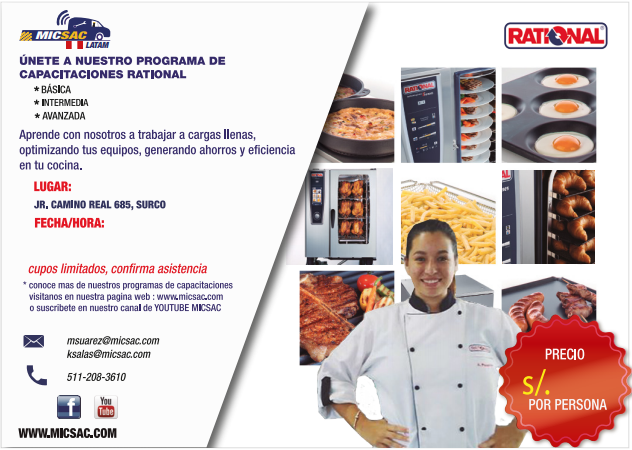 MICSAC
LATAM
ÚNETE A NUESTRO PROGRAMA DE
CAPACITACIONES RATIONAL
* BÁSICA
* INTERMEDIA
* AVANZADA
Aprende con nosotros a trabajar a cargas llenas,
optimizando tus equipos, generando ahorros y eficiencia
en tu cocina.
LUGAR:
JR. CAMINO REAL 685, SURCO
FECHA/HORA:
cupos limitados, confirma asistencia
* conoce mas de nuestros programas de capacitaciones
visitanos en nuestra pagina web : www.micsac.com
o suscribete en nuestro canal de YOUTUBE MICSAC
msuarez@micsac.com
ksalas@micsac.com
511-208-3610
f
You
Tube
WWW.MICSAC.COM
RATIONAL
RATIONAL
PRECIO
s/.
POR PERSONA